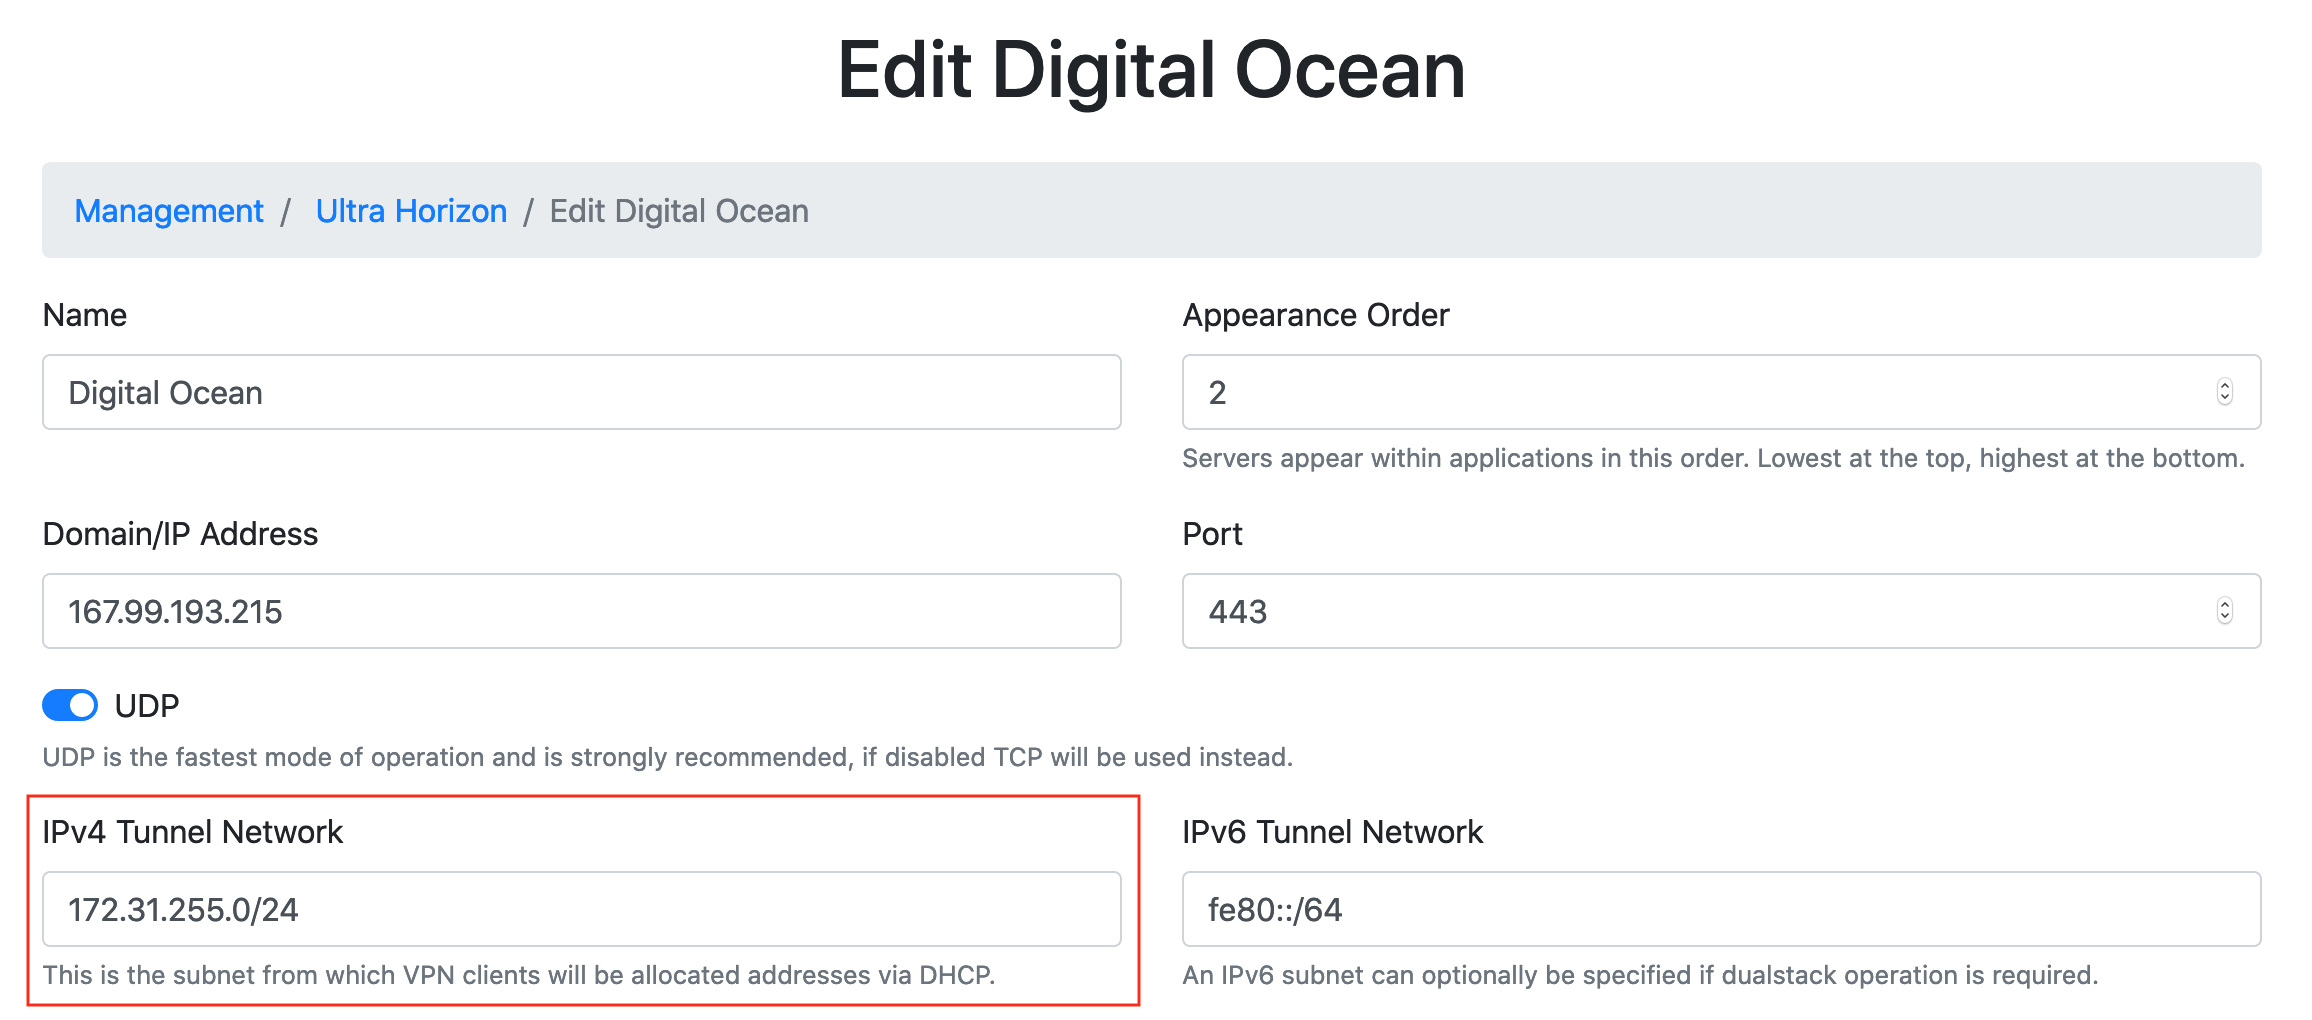 Edit Digital Ocean
Management / Ultra Horizon / Edit Digital Ocean
Name
Digital Ocean
Appearance Order
2
Servers appear within applications in this order. Lowest at the top, highest at the bottom.
Domain/IP Address
167.99.193.215
Port
443
UDP
UDP is the fastest mode of operation and is strongly recommended, if disabled TCP will be used instead.
IPv4 Tunnel Network
172.31.255.0/24
This is the subnet from which VPN clients will be allocated addresses via DHCP.
IPv6 Tunnel Network
fe80::/64
An IPv6 subnet can optionally be specified if dualstack operation is required.